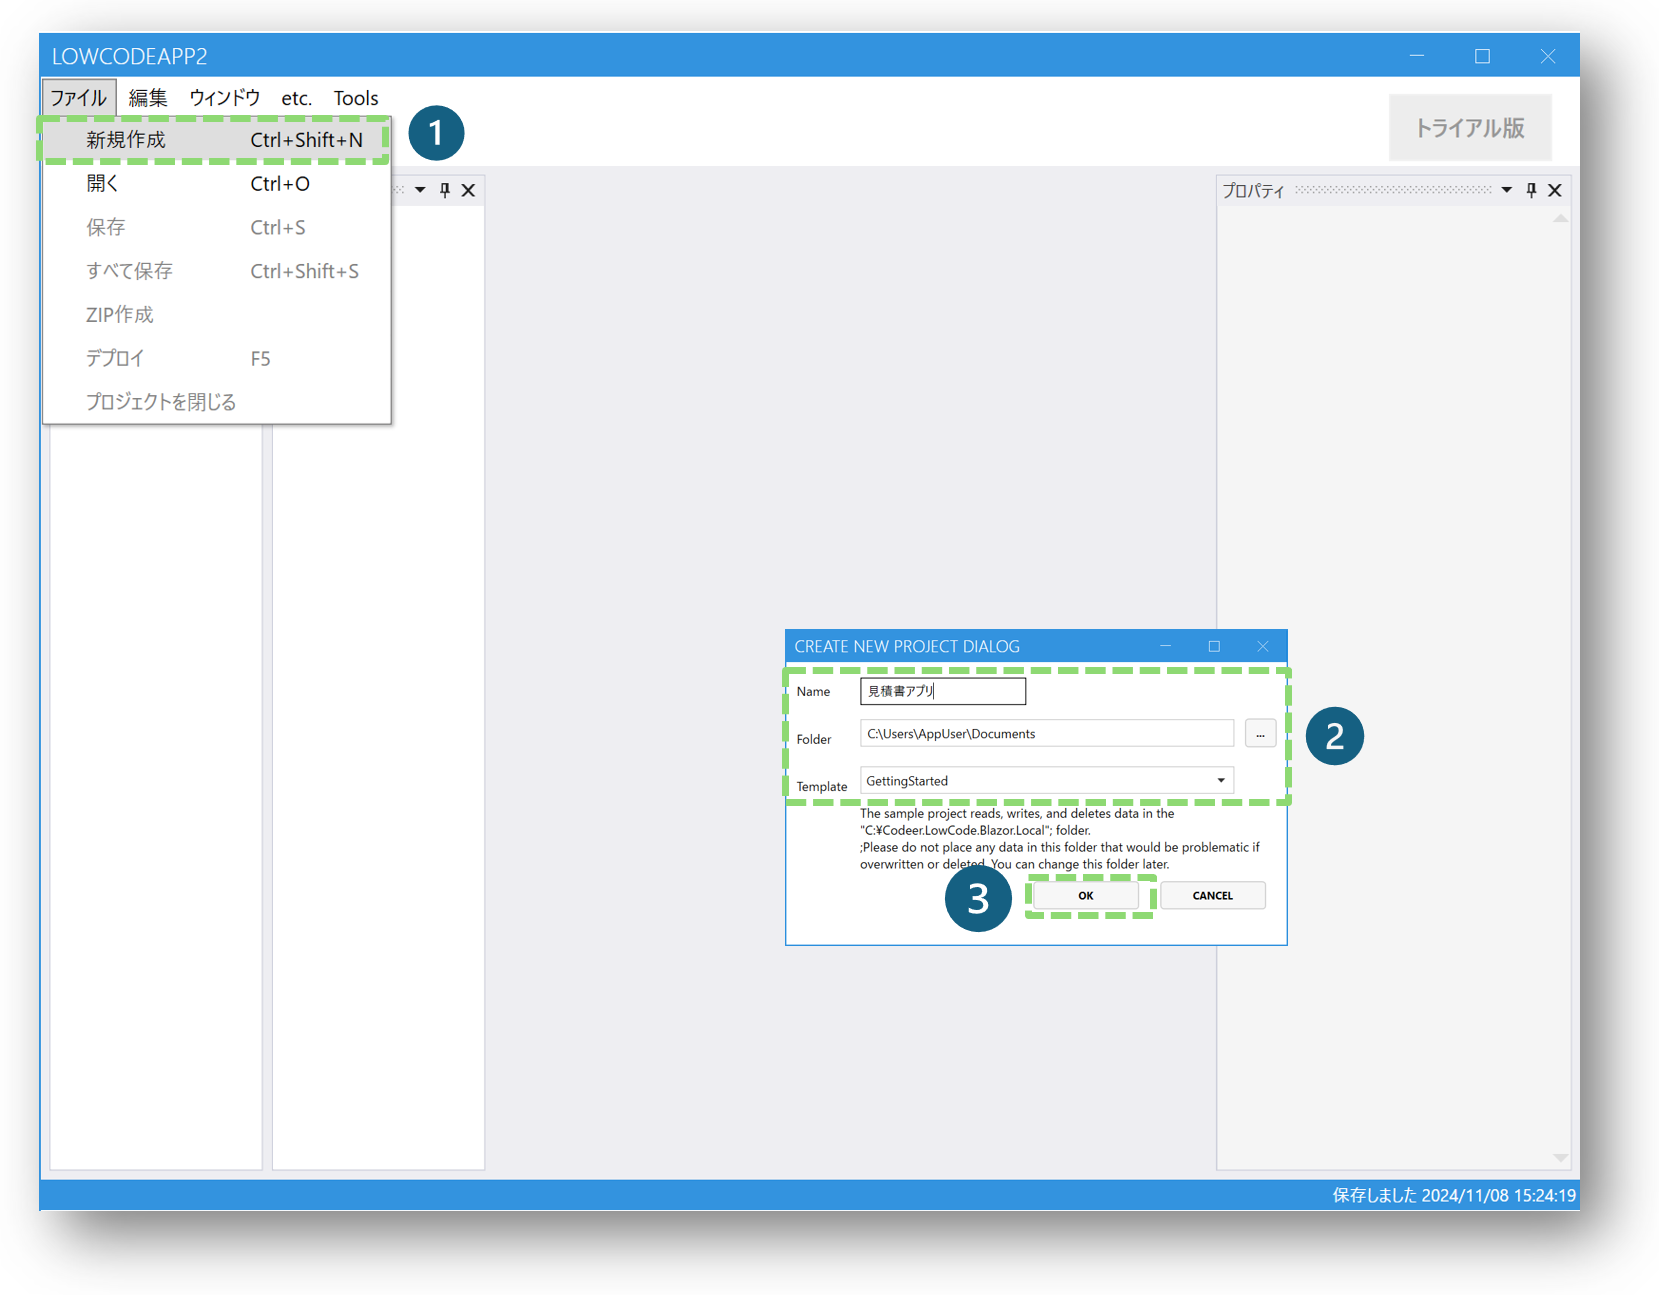 LOWCODEAPP2
ファイル 編集 ウィンドウ etc. Tools
トライアル版
新規作成 Ctrl+Shift+N
1
開く Ctrl+O
保存 Ctrl+S
すべて保存 Ctrl+Shift+S
ZIP作成
デプロイ F5
プロジェクトを閉じる
プロパティ
CREATE NEW PROJECT DIALOG
Name 見積書アプリ
Folder C:\Users\AppUser\Documents ...
2
Template GettingStarted
The sample project reads, writes, and deletes data in the
"C:¥Codeer.LowCode.Blazor.Local"; folder.
;Please do not place any data in this folder that would be problematic if
overwritten or deleted. You can change this folder later.
3
OK CANCEL
保存しました 2024/11/08 15:24:19